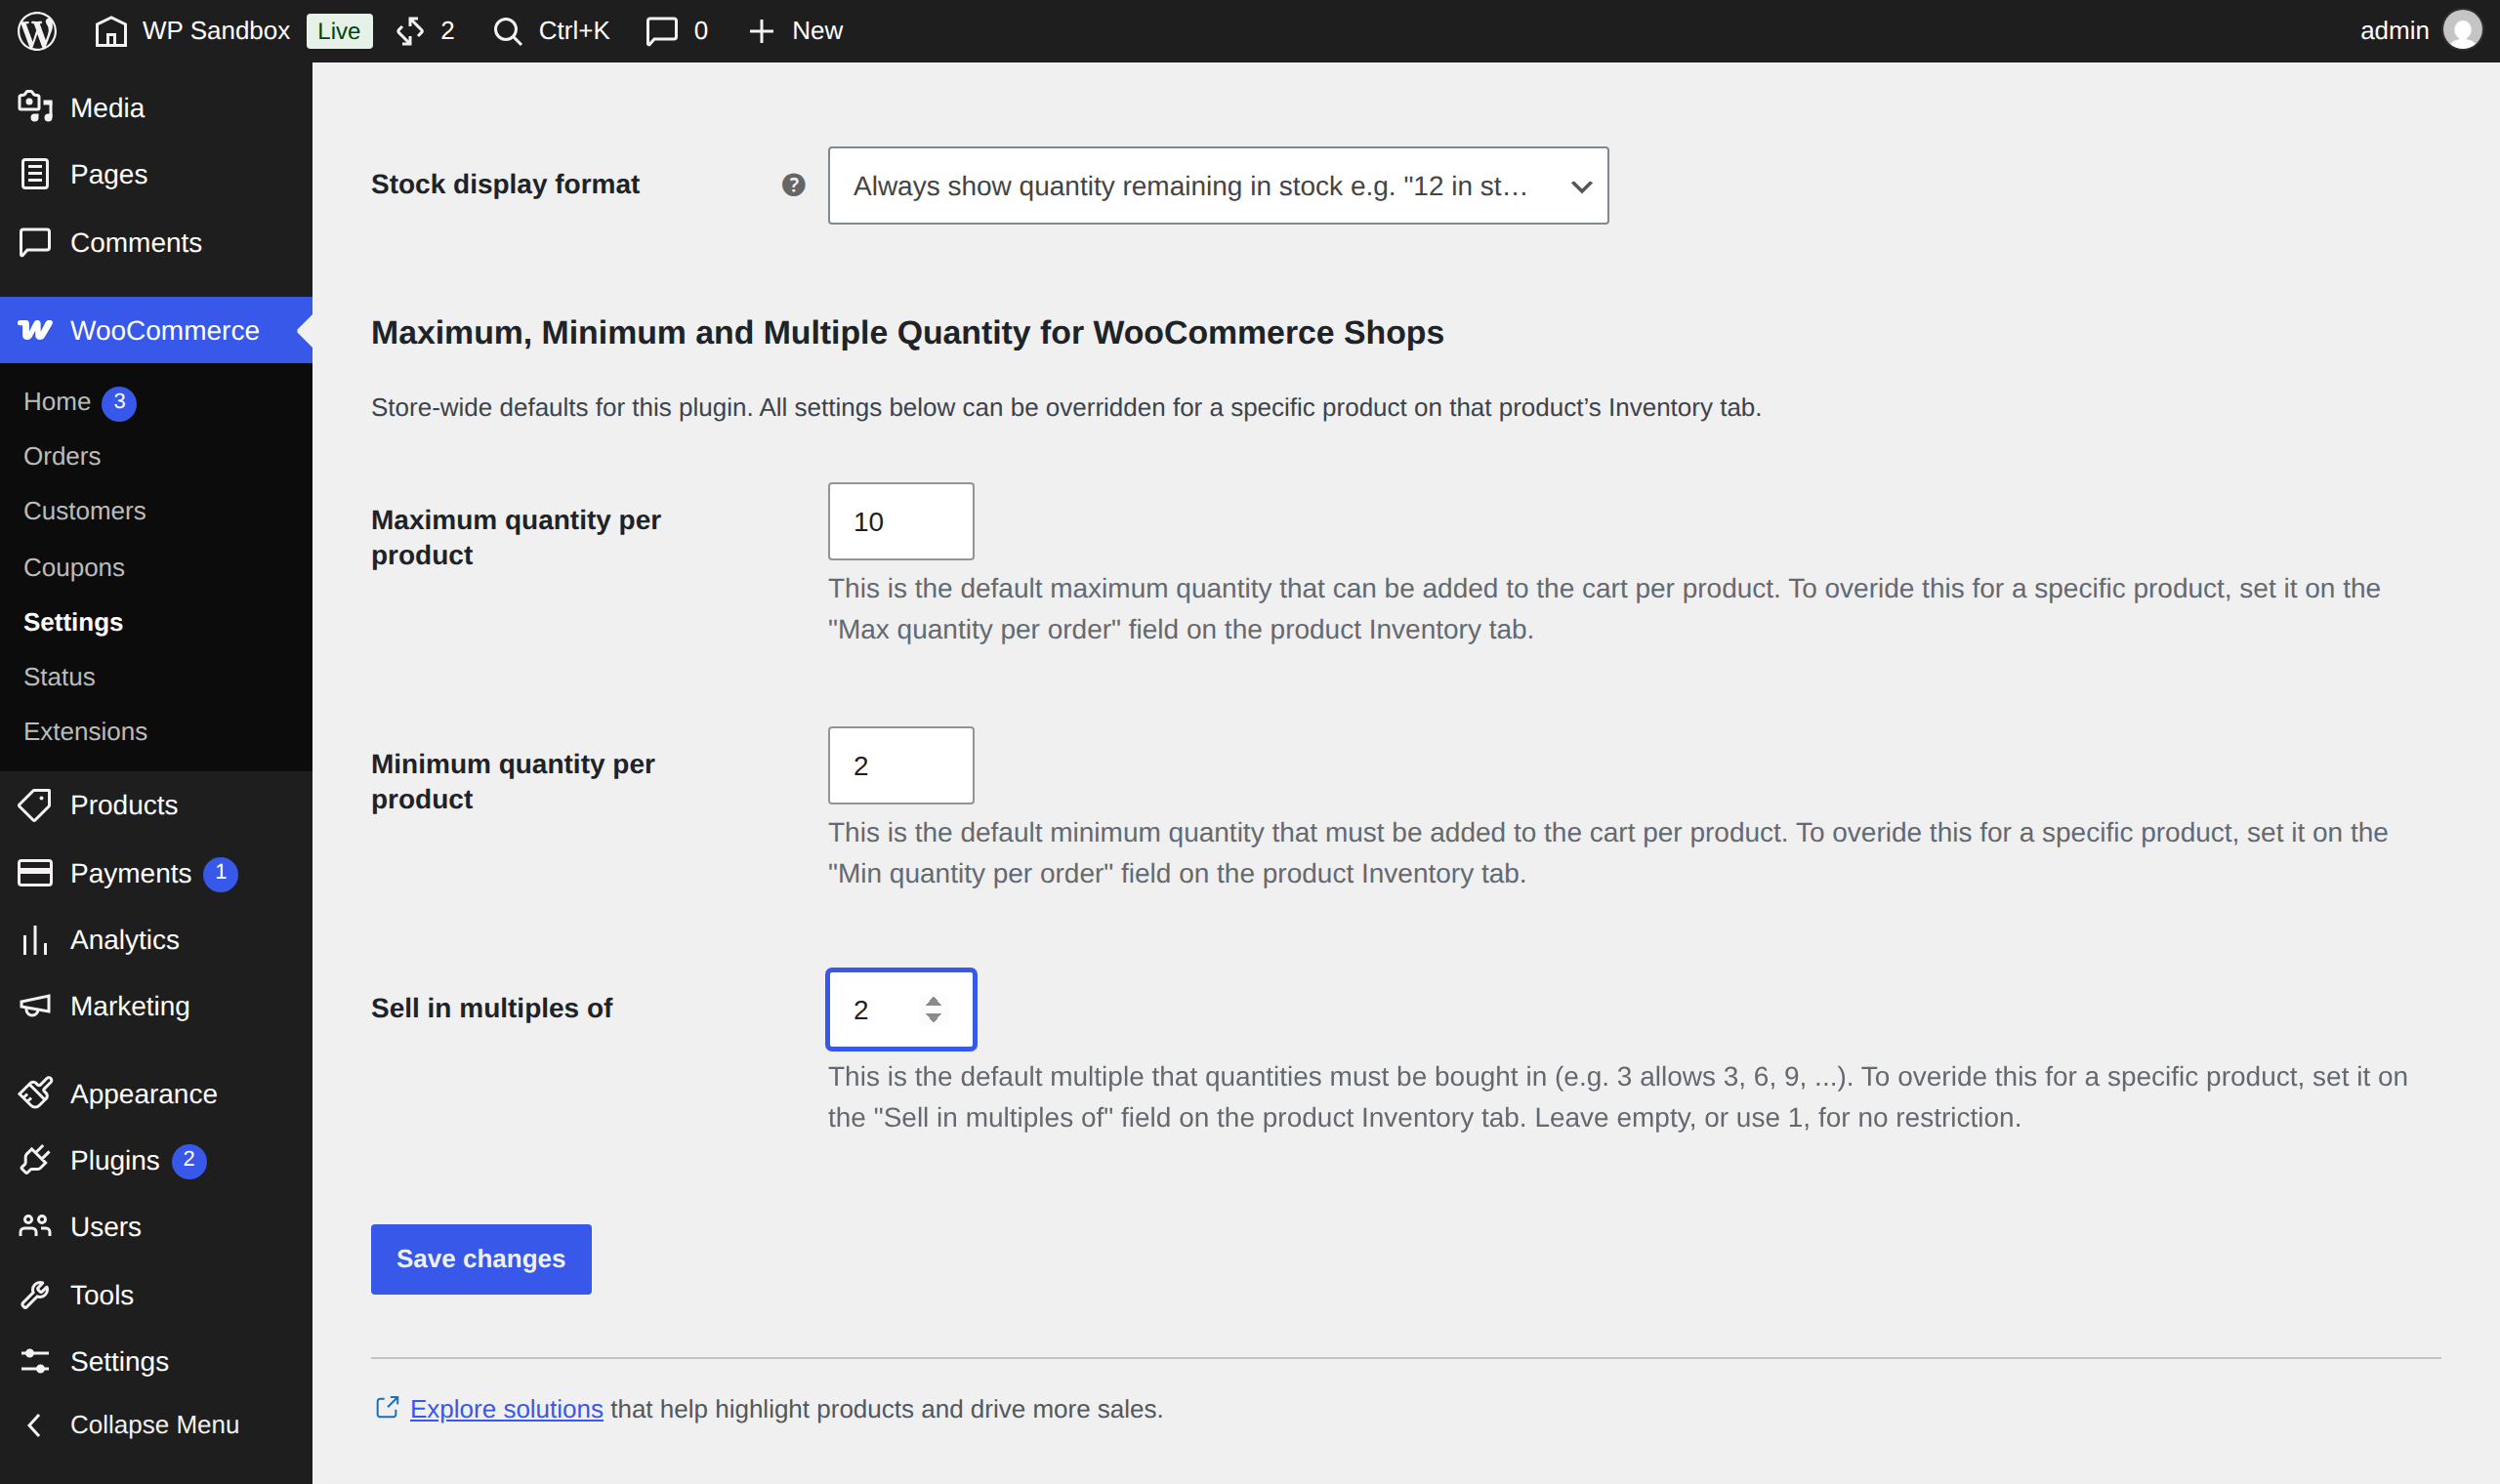 WP Sandbox Live 2 Ctrl+K 0 New admin
Media
Pages
Comments
WooCommerce
Home 3
Orders
Customers
Coupons
Settings
Status
Extensions
Products
Payments 1
Analytics
Marketing
Appearance
Plugins 2
Users
Tools
Settings
Collapse Menu
Stock display format ? Always show quantity remaining in stock e.g. "12 in st…
Maximum, Minimum and Multiple Quantity for WooCommerce Shops
Store-wide defaults for this plugin. All settings below can be overridden for a specific product on that product’s Inventory tab.
Maximum quantity per
product
10
This is the default maximum quantity that can be added to the cart per product. To overide this for a specific product, set it on the
"Max quantity per order" field on the product Inventory tab.
Minimum quantity per
product
2
This is the default minimum quantity that must be added to the cart per product. To overide this for a specific product, set it on the
"Min quantity per order" field on the product Inventory tab.
Sell in multiples of
2
This is the default multiple that quantities must be bought in (e.g. 3 allows 3, 6, 9, ...). To overide this for a specific product, set it on
the "Sell in multiples of" field on the product Inventory tab. Leave empty, or use 1, for no restriction.
Save changes
Explore solutions that help highlight products and drive more sales.